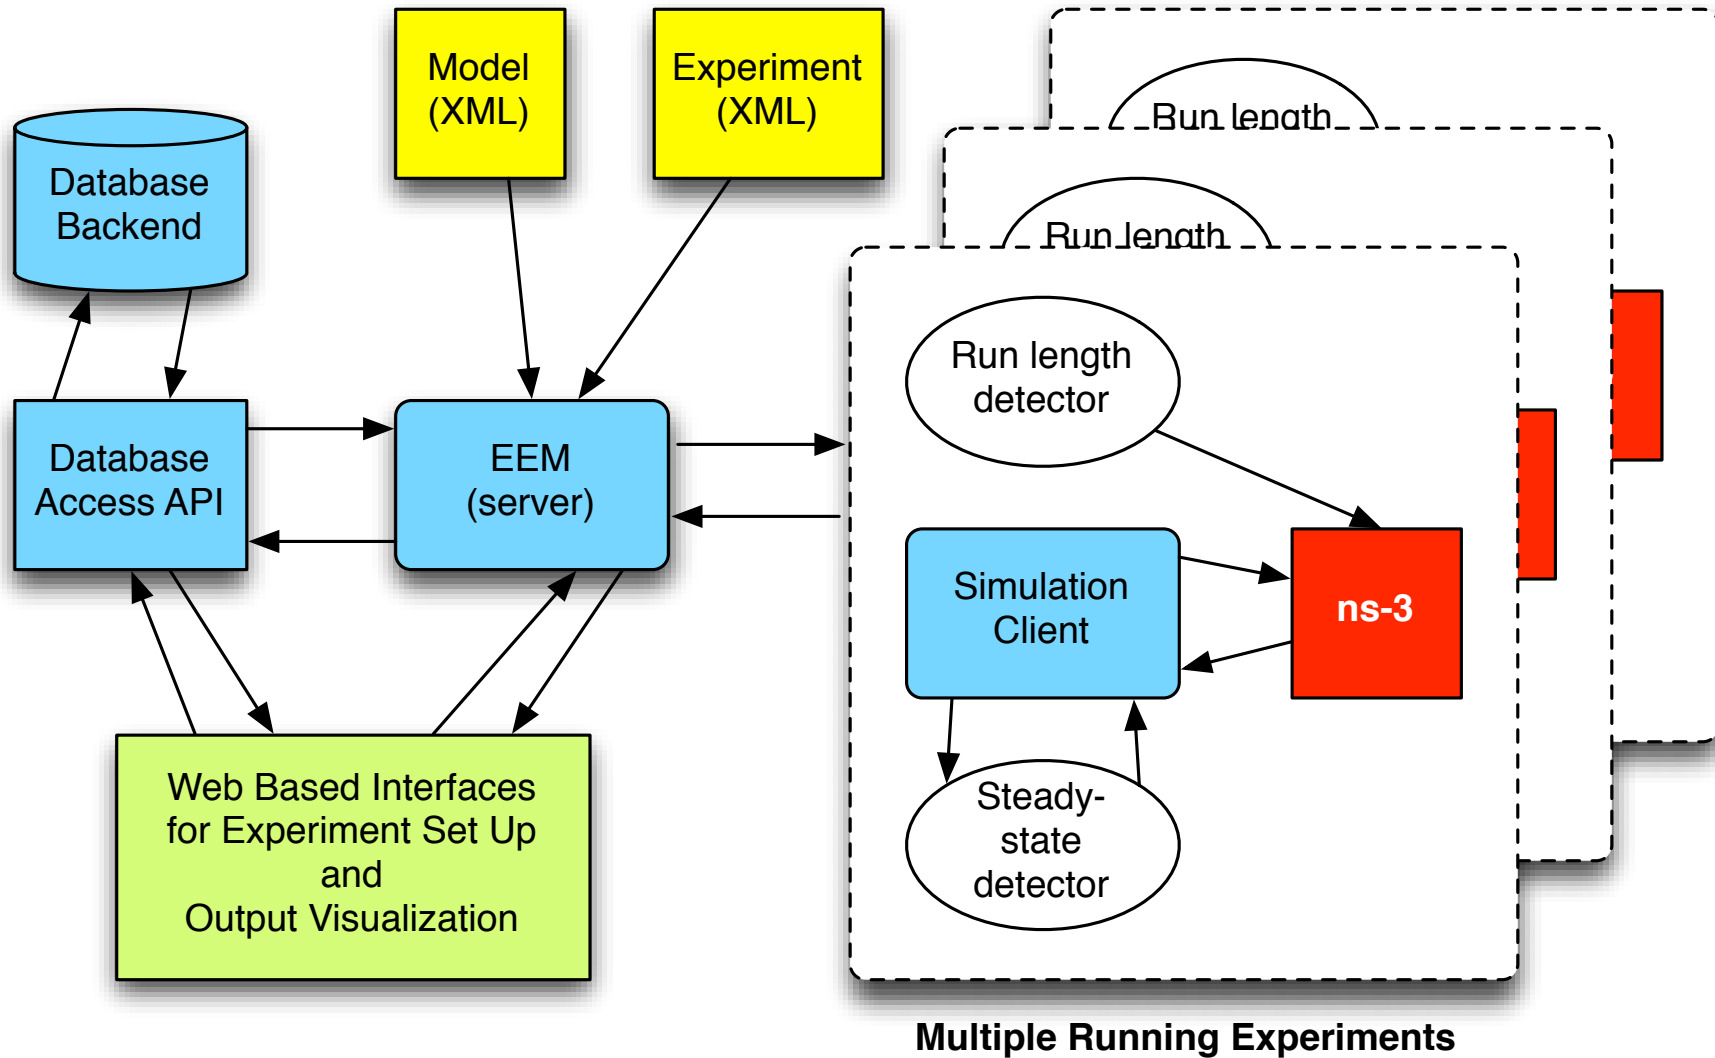 Model
(XML)
Experiment
(XML)
Run length
Run length
Database
Backend
Run length
detector
Database
Access API
EEM
(server)
Simulation
Client
ns-3
Steady-
state
detector
Web Based Interfaces
for Experiment Set Up
and
Output Visualization
Multiple Running Experiments